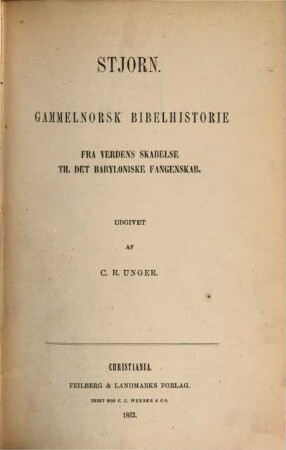 STJORN.
GAMMELNORSK BIBELHISTORIE
FRA VERDENS SKABELSE
TIL DET BABYLONISKE FANGENSKAB.
UDGIVET
AF
C. R. UNGER.
CHRISTIANIA.
FEILBERG & LANDMARKS FORLAG.
TRYKT HOS C. C. WERNER & CO.
1862.